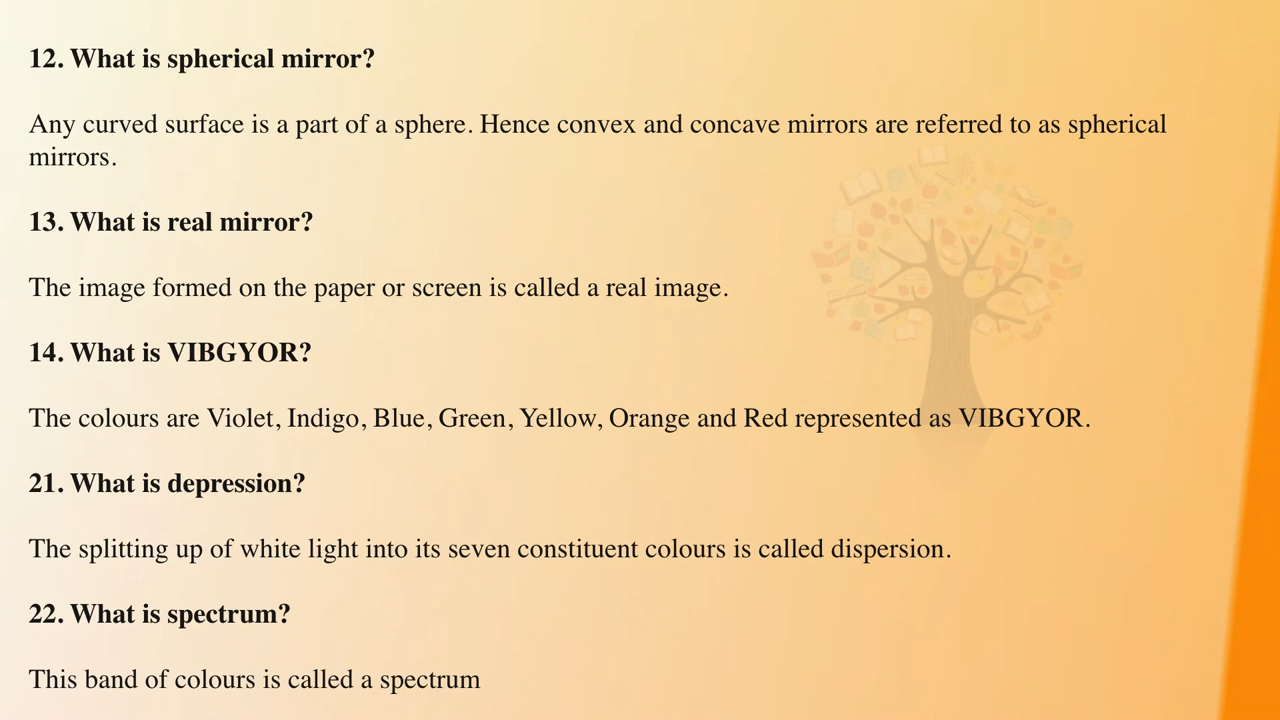 12. What is spherical mirror?
Any curved surface is a part of a sphere. Hence convex and concave mirrors are referred to as spherical
mirrors.
13. What is real mirror?
The image formed on the paper or screen is called a real image.
14. What is VIBGYOR?
The colours are Violet, Indigo, Blue, Green, Yellow, Orange and Red represented as VIBGYOR.
21. What is depression?
The splitting up of white light into its seven constituent colours is called dispersion.
22. What is spectrum?
This band of colours is called a spectrum